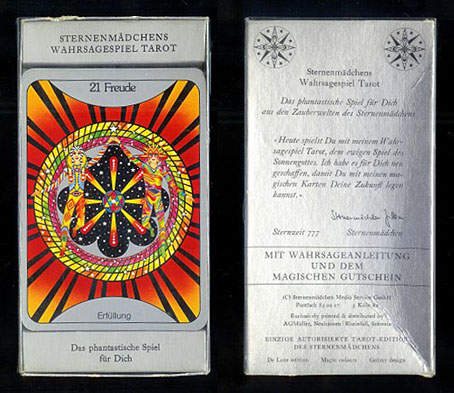 STERNENMÄDCHENS
WAHRSAGESPIEL TAROT
21 Freude
Erfüllung
Das phantastische Spiel
für Dich
Sternenmädchens
Wahrsagespiel Tarot
Das phantastische Spiel für Dich
aus den Zauberwelten des Sternenmädchens
«Heute spielst Du mit meinem Wahr-
sagespiel Tarot, dem ewigen Spiel des
Sonnengottes. Ich habe es für Dich neu
geschaffen, damit Du mit meinen ma-
gischen Karten Deine Zukunft legen
kannst.»
Sternzeit 777 Sternenmädchen
MIT WAHRSAGEANLEITUNG
UND DEM
MAGISCHEN GUTSCHEIN
(C) Sternenmädchen Media Service GmbH
Postfach 5 Köln
Exclusively printed & distributed by
AGMüller, Neuhausen/Rheinfall, Schweiz
EINZIGE AUTORISIERTE TAROT-EDITION
DES STERNENMÄDCHENS
De Luxe edition Magic colours Glitter design